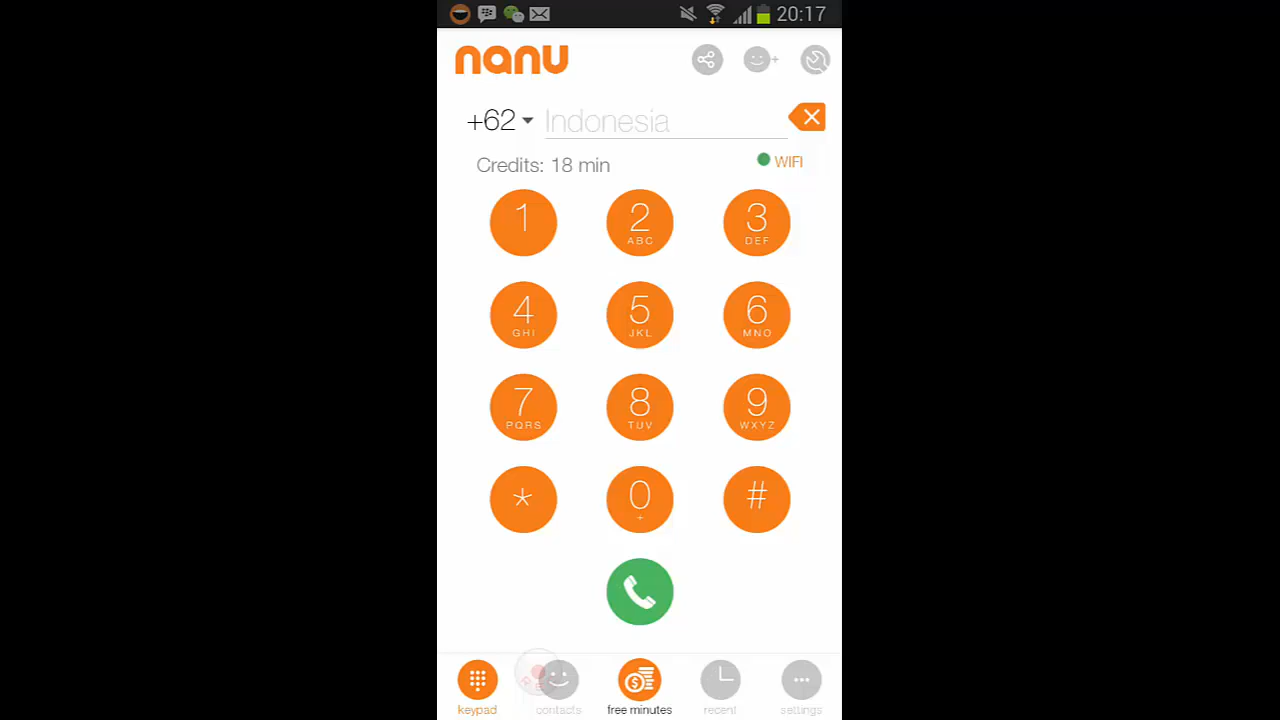 20:17
nanu
+62 Indonesia
Credits: 18 min
WIFI
1
2 ABC
3 DEF
4 GHI
5 JKL
6 MNO
7 PQRS
8 TUV
9 WXYZ
*
0 +
#
keypad
contacts
free minutes
recent
settings